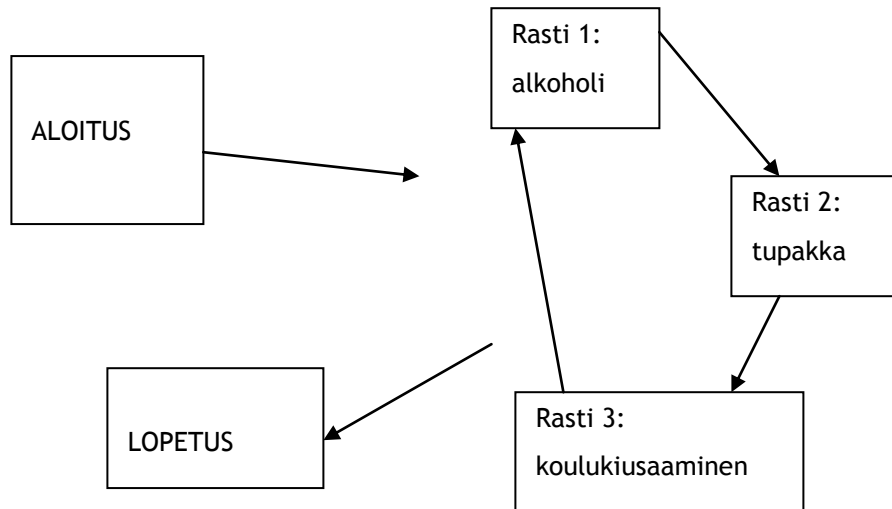 ALOITUS
Rasti 1:
alkoholi
Rasti 2:
tupakka
Rasti 3:
koulukiusaaminen
LOPETUS